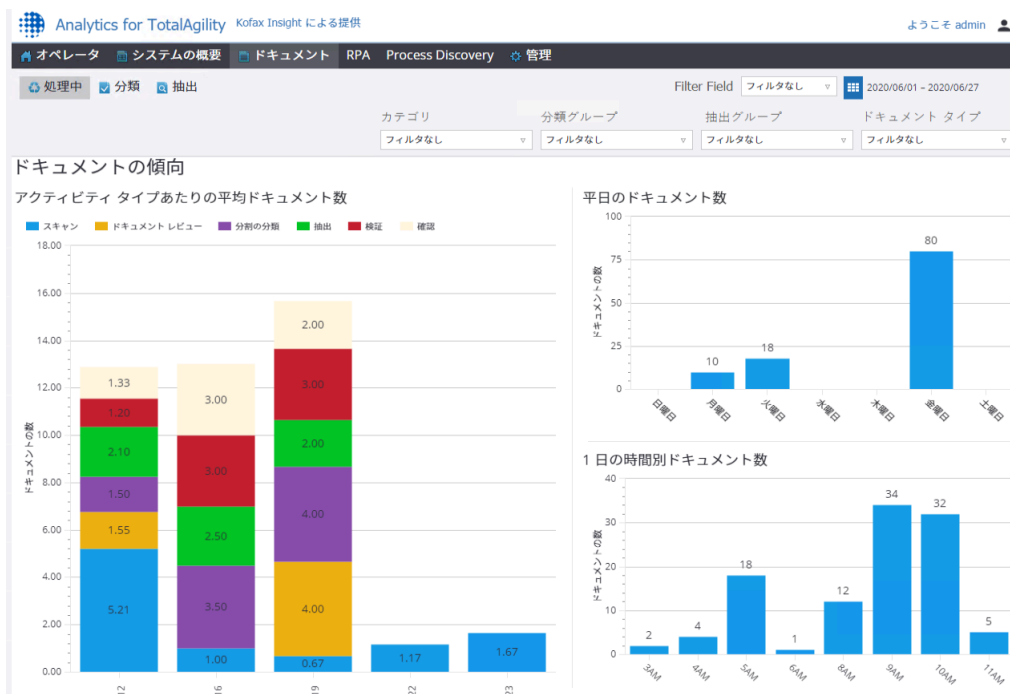 Analytics for TotalAgility Kofax Insight による提供
ようこそ admin
オペレータ システムの概要 ドキュメント RPA Process Discovery 管理
処理中 分類 抽出
Filter Field フィルタなし 2020/06/01 – 2020/06/27
カテゴリ 分類グループ 抽出グループ ドキュメント タイプ
フィルタなし フィルタなし フィルタなし フィルタなし
ドキュメントの傾向
アクティビティ タイプあたりの平均ドキュメント数
スキャン ドキュメント レビュー 分割の分類 抽出 検証 確認
ドキュメントの数
18.00
16.00
14.00
12.00
10.00
8.00
6.00
4.00
2.00
0.00
1.33
1.20
2.10
1.50
1.55
5.21
3.00
3.00
2.50
3.50
1.00
2.00
3.00
2.00
4.00
4.00
0.67
1.17
1.67
12 16 19 22 23
平日のドキュメント数
ドキュメントの数
100
75
50
25
0
10 18 80
日曜日 月曜日 火曜日 水曜日 木曜日 金曜日 土曜日
1 日の時間別ドキュメント数
ドキュメントの数
40
30
20
10
0
2 4 18 1 12 34 32 5
3AM 4AM 5AM 6AM 8AM 9AM 10AM 11AM